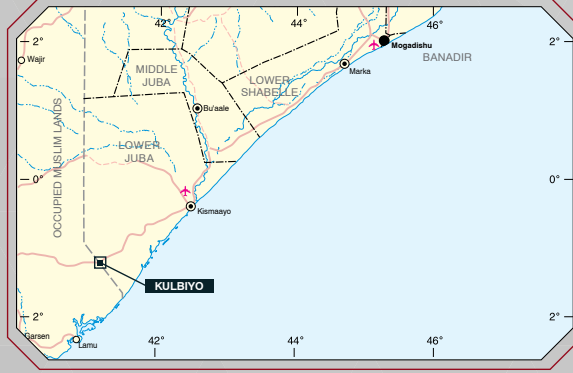 42°
44°
46°
2°
2°
Wajir
Mogadishu
BANADIR
Marka
MIDDLE
JUBA
LOWER
SHABELLE
Bu'aale
OCCUPIED MUSLIM LANDS
LOWER
JUBA
0°
0°
Kismaayo
KULBIYO
2°
2°
Garsen
Lamu
42
44
46°